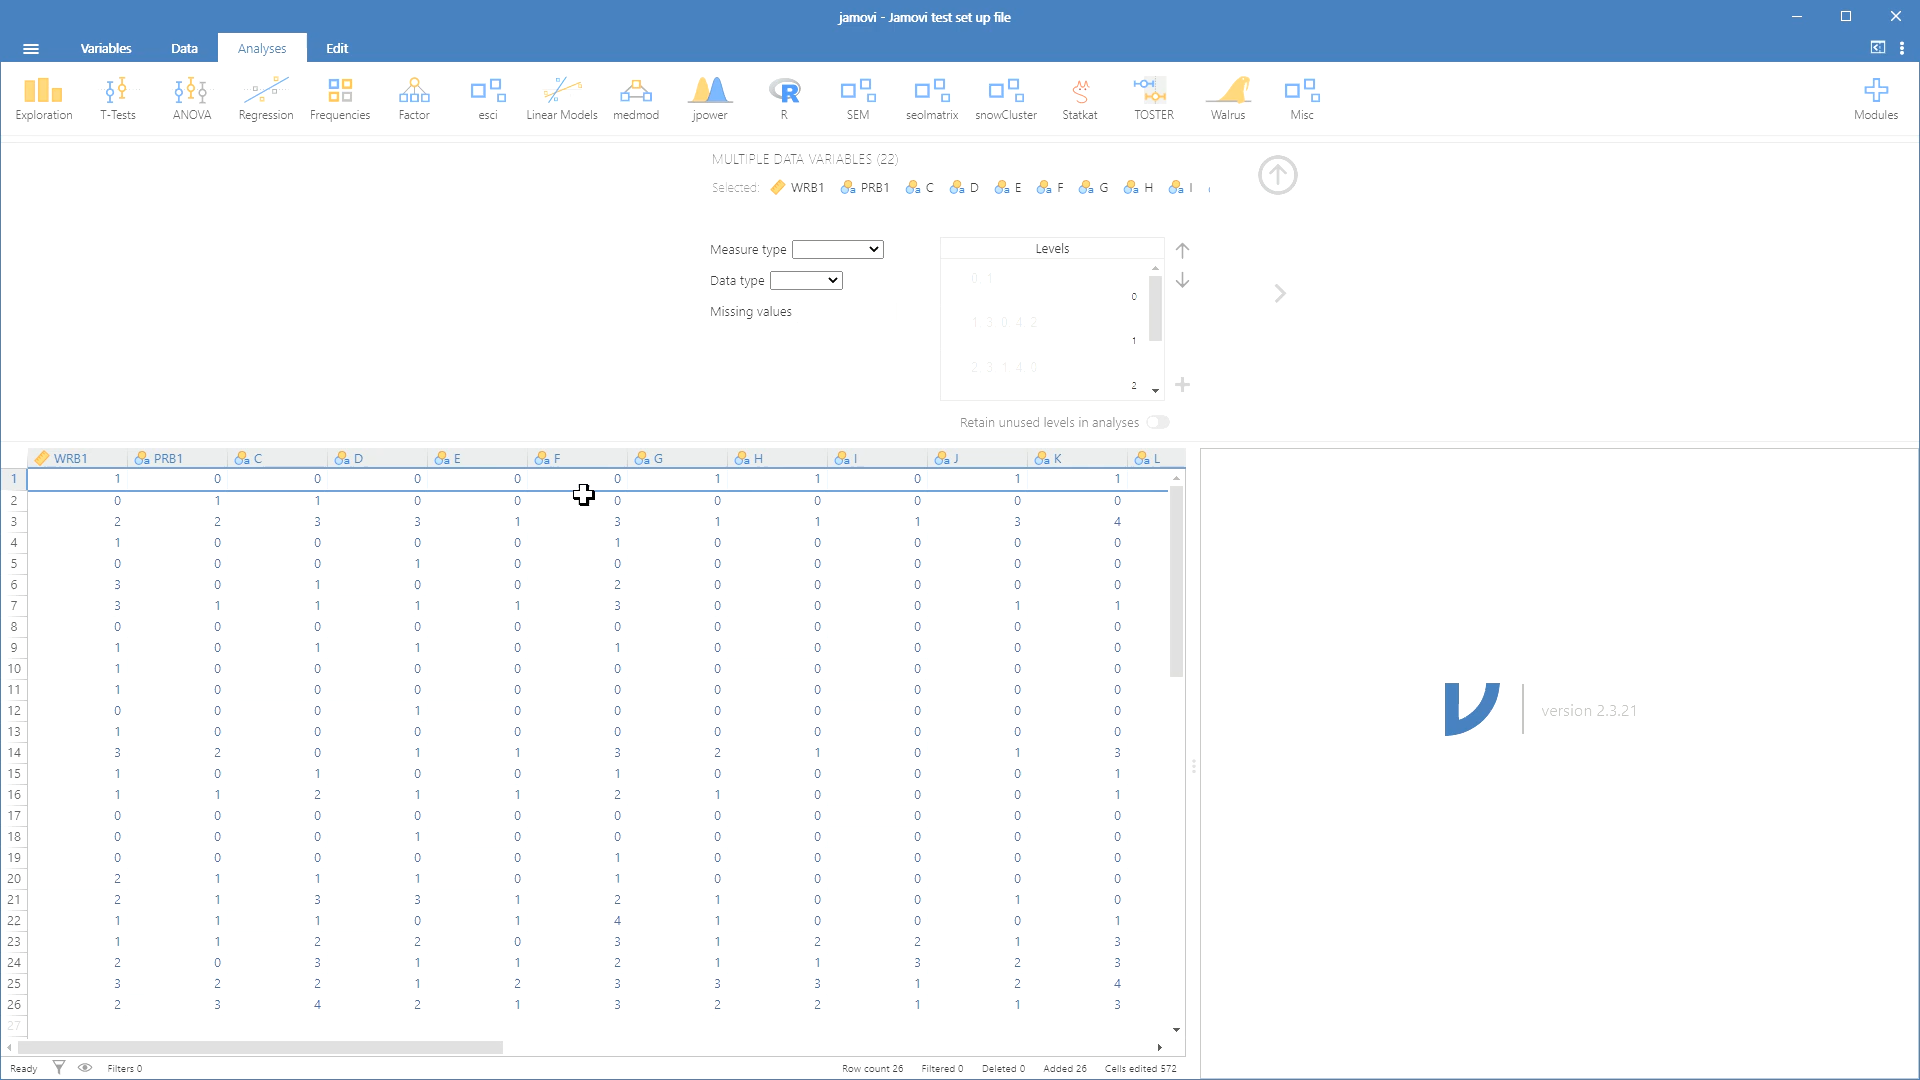 jamovi - Jamovi test set up file
Variables Data Analyses Edit
Exploration T-Tests ANOVA Regression Frequencies Factor esci Linear Models medmod jpower R SEM seolmatrix snowCluster Statkat TOSTER Walrus Misc Modules
MULTIPLE DATA VARIABLES (22)
Selected: WRB1 PRB1 C D E F G H I
Measure type
Levels
0, 1
0
Data type
1, 3, 0, 4, 2
1
Missing values
2, 3, 1, 4, 0
2
Retain unused levels in analyses
WRB1 PRB1 C D E F G H I J K L
1 1 0 0 0 0 0 1 1 0 1 1
2 0 1 1 0 0 0 0 0 0 0 0
3 2 2 3 3 1 3 1 1 1 3 4
4 1 0 0 0 0 1 0 0 0 0 0
5 0 0 0 1 0 0 0 0 0 0 0
6 3 0 1 0 0 2 0 0 0 0 0
7 3 1 1 1 1 3 0 0 0 1 1
8 0 0 0 0 0 0 0 0 0 0 0
9 1 0 1 1 0 1 0 0 0 0 0
10 1 0 0 0 0 0 0 0 0 0 0
11 1 0 0 0 0 0 0 0 0 0 0
12 0 0 0 1 0 0 0 0 0 0 0
13 1 0 0 0 0 0 0 0 0 0 0
14 3 2 0 1 1 3 2 1 0 1 3
15 1 0 1 0 0 1 0 0 0 0 1
16 1 1 2 1 1 2 1 0 0 0 1
17 0 0 0 0 0 0 0 0 0 0 0
18 0 0 0 1 0 0 0 0 0 0 0
19 0 0 0 0 0 1 0 0 0 0 0
20 2 1 1 1 0 1 0 0 0 0 0
21 2 1 3 3 1 2 1 0 0 1 0
22 1 1 1 0 1 4 1 0 0 0 1
23 1 1 2 2 0 3 1 2 2 1 3
24 2 0 3 1 1 2 1 1 3 2 3
25 3 2 2 1 2 3 3 3 1 2 4
26 2 3 4 2 1 3 2 2 1 1 3
27
version 2.3.21
Ready Filters 0 Row count 26 Filtered 0 Deleted 0 Added 26 Cells edited 572